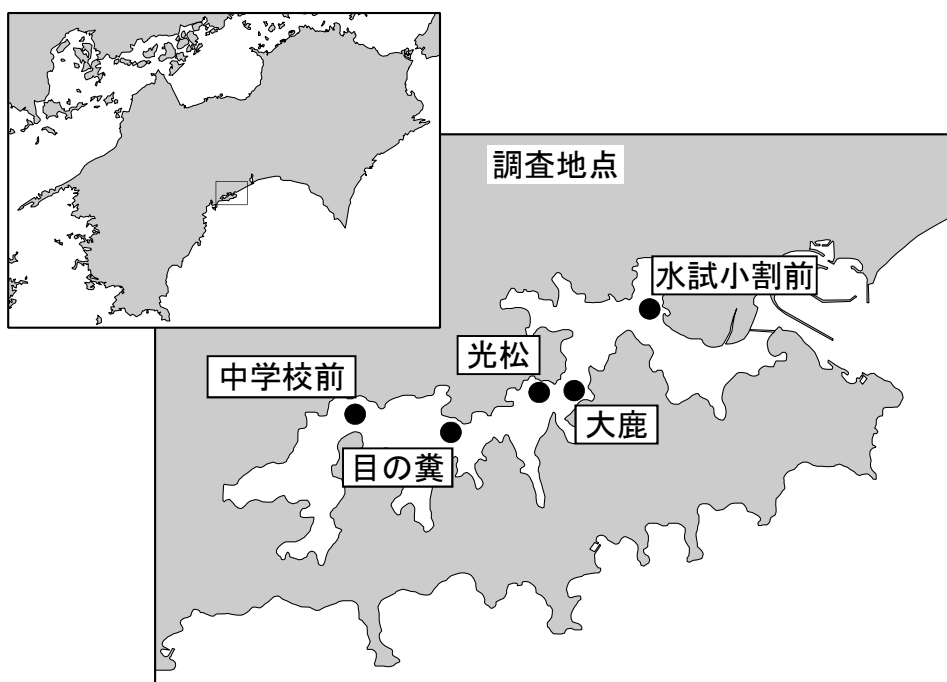 調査地点
水試小割前
光松
中学校前
大鹿
目の糞